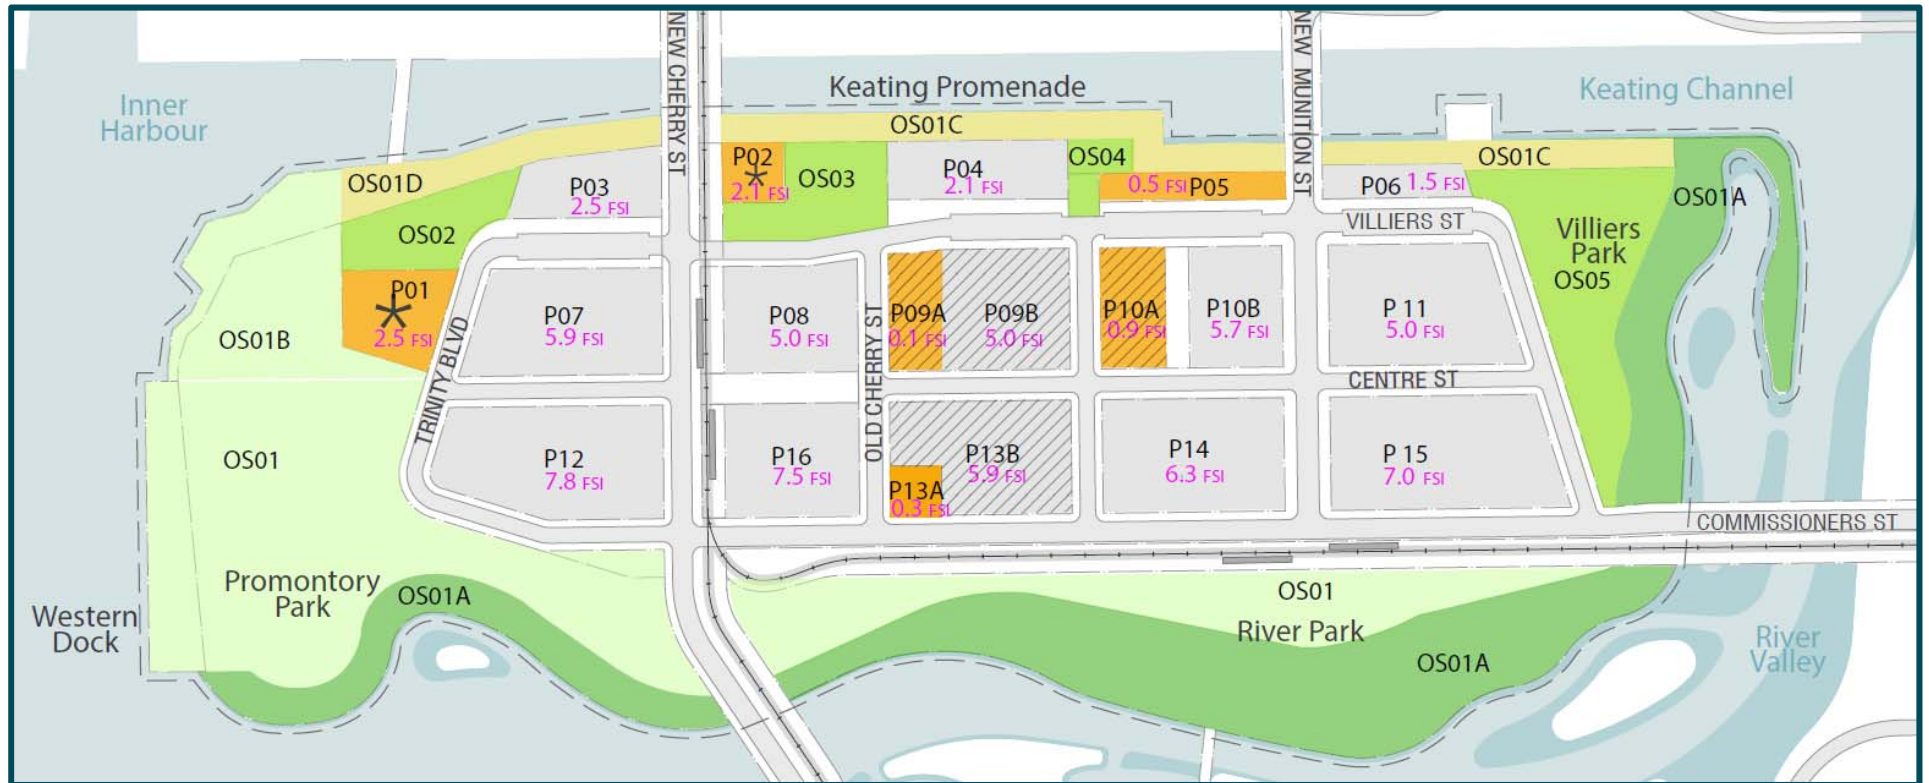 NEW CHERRY ST
NEW MUNITION ST
Keating Promenade
Keating Channel
Inner
Harbour
OS01C
OS01D
P03
2.5 FSI
P02
2.1 FSI
OS03
P04
2.1 FSI
OS04
0.5 FSI P05
OS01C
P06 1.5 FSI
OS01A
OS02
VILLIERS ST
Villiers
Park
OS05
P01
2.5 FSI
OS01B
TRINITY BLVD
P07
5.9 FSI
P08
5.0 FSI
OLD CHERRY ST
P09A
0.1 FSI
P09B
5.0 FSI
P10A
0.9 FSI
P10B
5.7 FSI
P 11
5.0 FSI
CENTRE ST
OS01
P12
7.8 FSI
P16
7.5 FSI
P13B
5.9 FSI
P13A
0.3 FSI
P14
6.3 FSI
P 15
7.0 FSI
COMMISSIONERS ST
Promontory
Park
OS01A
Western
Dock
OS01
River Park
OS01A
River
Valley